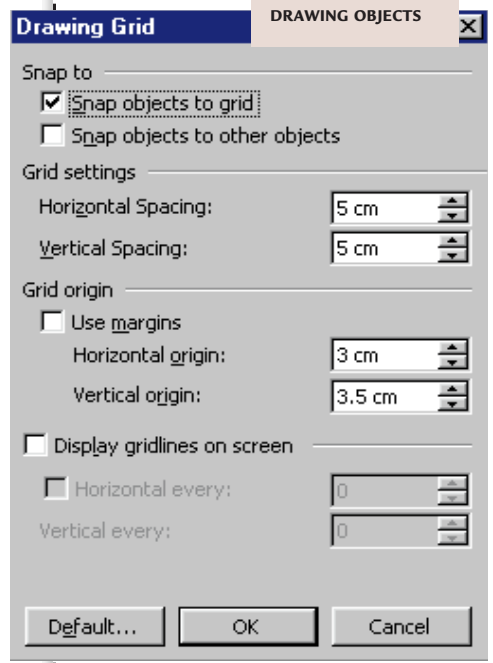 DRAWING OBJECTS
Drawing Grid
Snap to
Snap objects to grid
Snap objects to other objects
Grid settings
Horizontal Spacing: 5 cm
Vertical Spacing: 5 cm
Grid origin
Use margins
Horizontal origin: 3 cm
Vertical origin: 3.5 cm
Display gridlines on screen
Horizontal every: 0
Vertical every: 0
Default... OK Cancel